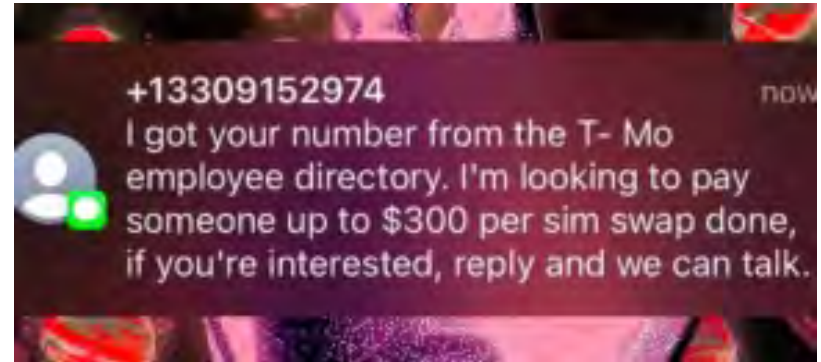 +13309152974
now
I got your number from the T- Mo
employee directory. I'm looking to pay
someone up to $300 per sim swap done,
if you're interested, reply and we can talk.